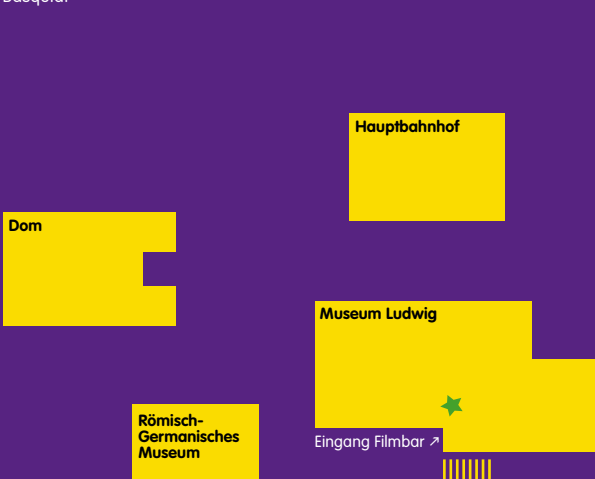 Hauptbahnhof
Dom
Museum Ludwig
Römisch-
Germanisches
Museum
Eingang Filmbar ↗